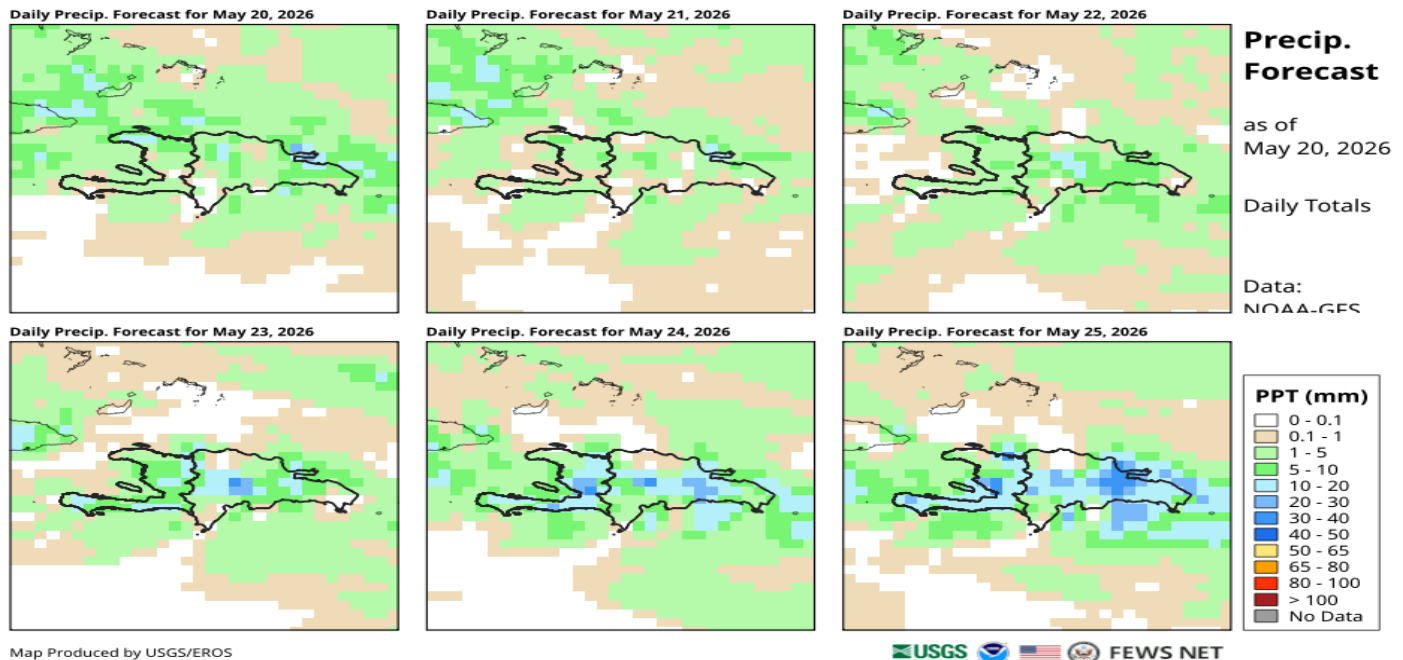 Daily Precip. Forecast for May 20, 2026
Daily Precip. Forecast for May 21, 2026
Daily Precip. Forecast for May 22, 2026
Precip.
Forecast
as of
May 20, 2026
Daily Totals
Data:
NOAA-GFS
Daily Precip. Forecast for May 23, 2026
Daily Precip. Forecast for May 24, 2026
Daily Precip. Forecast for May 25, 2026
PPT (mm)
0 - 0.1
0.1 - 1
1 - 5
5 - 10
10 - 20
20 - 30
30 - 40
40 - 50
50 - 65
65 - 80
80 - 100
> 100
No Data
Map Produced by USGS/EROS
USGS
FEWS NET